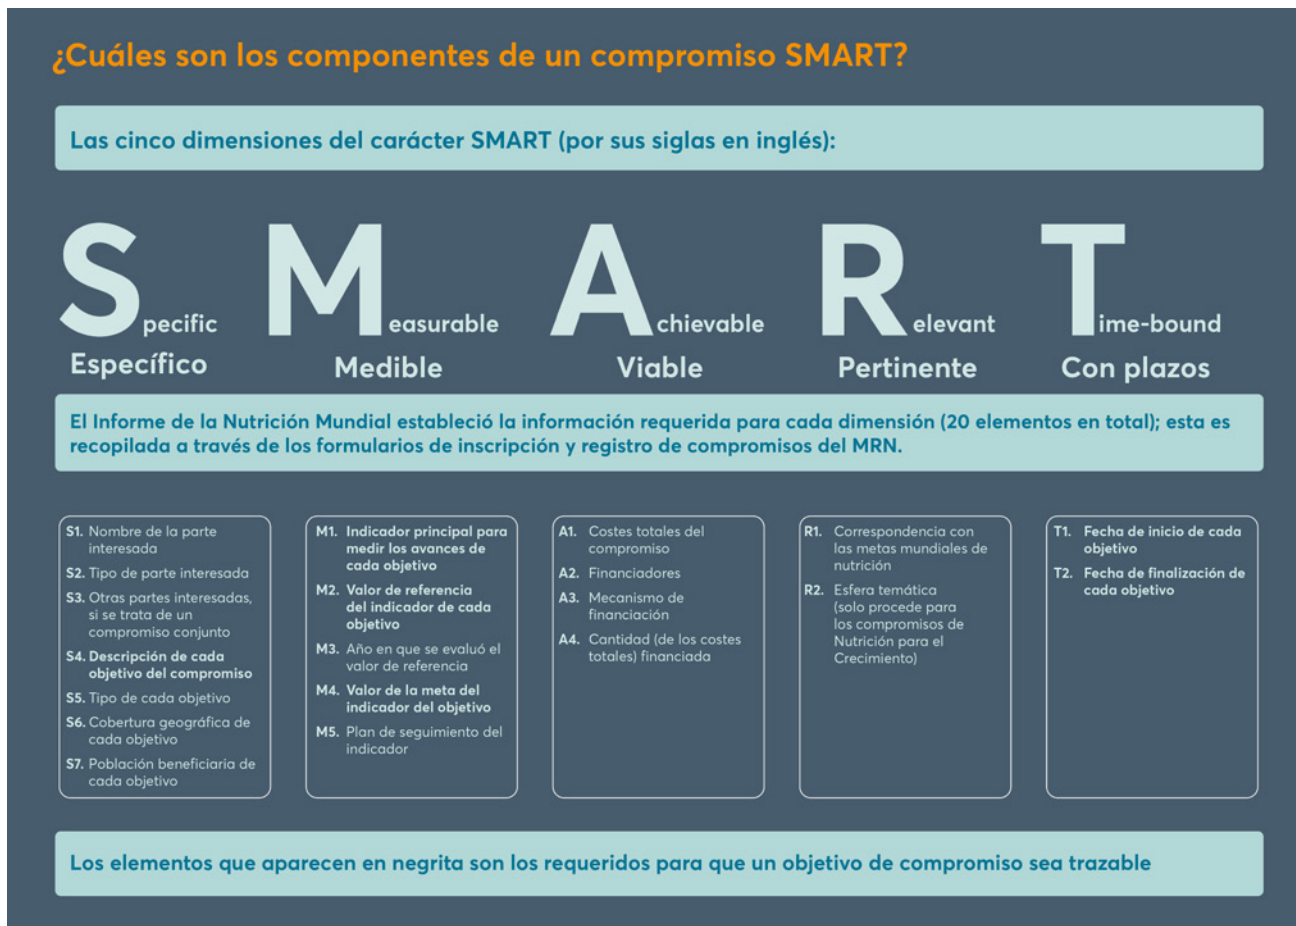 ¿Cuáles son los componentes de un compromiso SMART?
Las cinco dimensiones del carácter SMART (por sus siglas en inglés):
Specific
Específico
Measurable
Medible
Achievable
Viable
Relevant
Pertinente
Time-bound
Con plazos
El Informe de la Nutrición Mundial estableció la información requerida para cada dimensión (20 elementos en total); esta es
recopilada a través de los formularios de inscripción y registro de compromisos del MRN.
S1. Nombre de la parte
interesada
S2. Tipo de parte interesada
S3. Otras partes interesadas,
si se trata de un
compromiso conjunto
S4. Descripción de cada
objetivo del compromiso
S5. Tipo de cada objetivo
S6. Cobertura geográfica de
cada objetivo
S7. Población beneficiaria de
cada objetivo
M1. Indicador principal para
medir los avances de
cada objetivo
M2. Valor de referencia
del indicador de cada
objetivo
M3. Año en que se evaluó el
valor de referencia
M4. Valor de la meta del
indicador del objetivo
M5. Plan de seguimiento del
indicador
A1. Costes totales del
compromiso
A2. Financiadores
A3. Mecanismo de
financiación
A4. Cantidad (de los costes
totales) financiada
R1. Correspondencia con
las metas mundiales de
nutrición
R2. Esfera temática
(solo procede para
los compromisos de
Nutrición para el
Crecimiento)
T1. Fecha de inicio de cada
objetivo
T2. Fecha de finalización de
cada objetivo
Los elementos que aparecen en negrita son los requeridos para que un objetivo de compromiso sea trazable